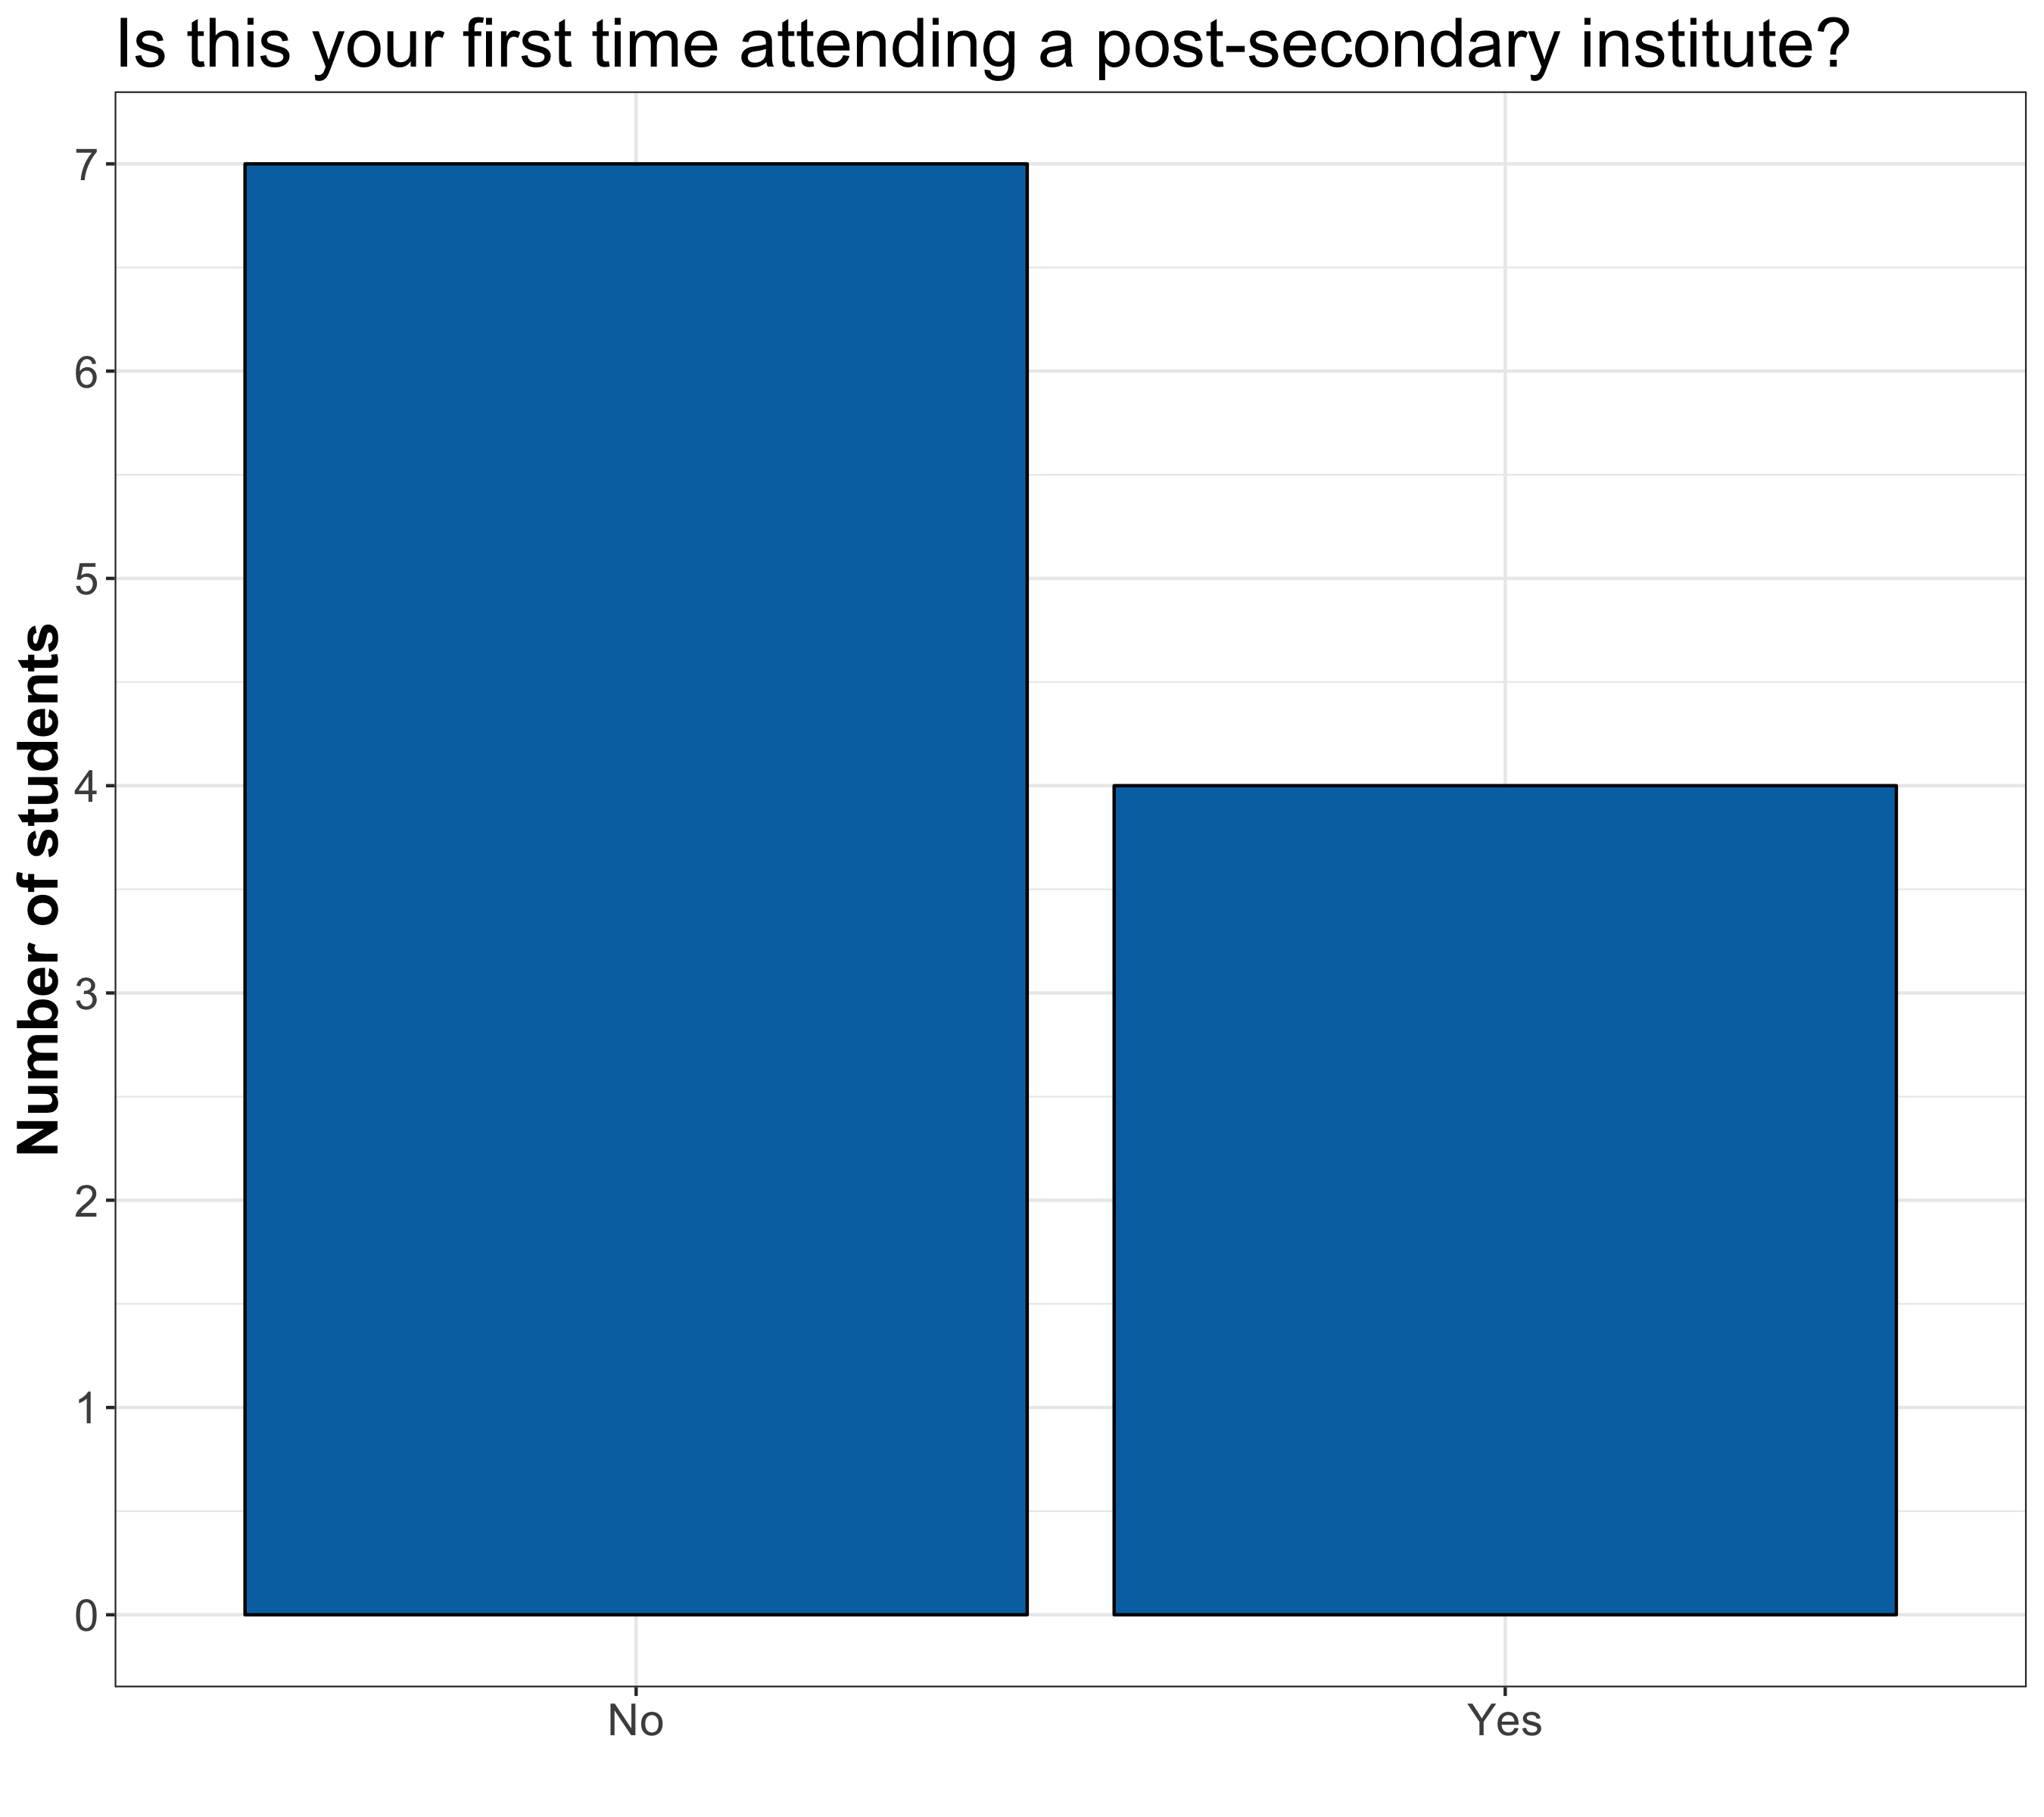 Is this your first time attending a post-secondary institute?
Number of students
7
6
5
4
3
2
1
0
No
Yes